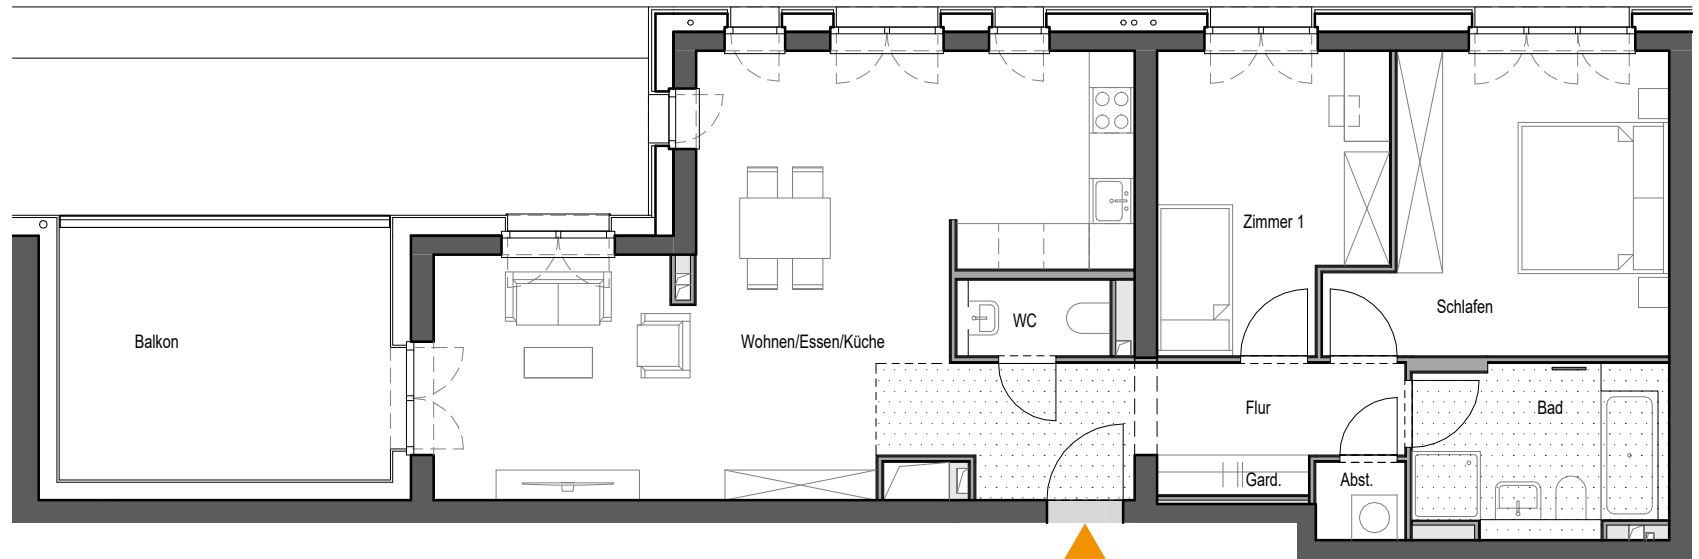 Zimmer 1
Schlafen
WC
Balkon
Wohnen/Essen/Küche
Flur
Bad
Gard.
Abst.